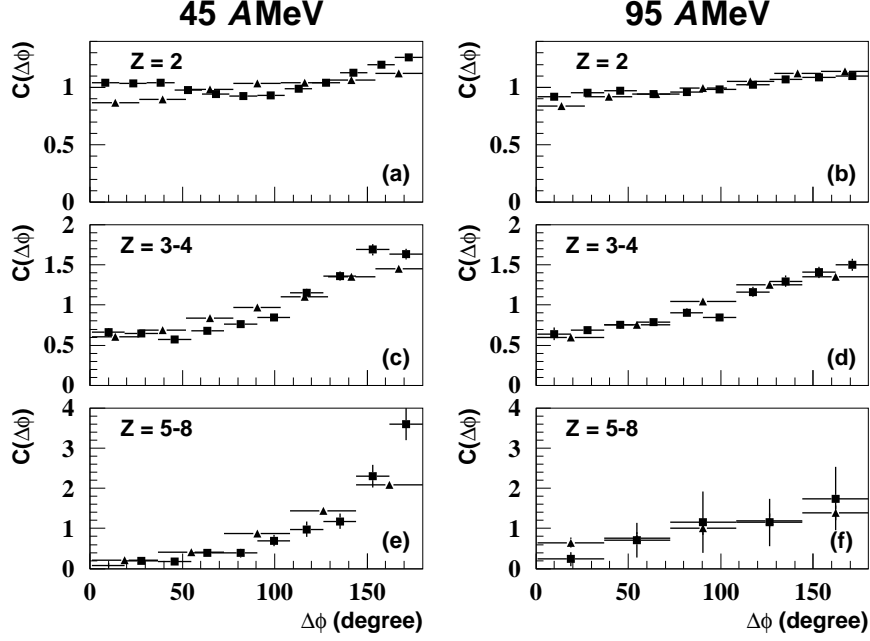 45 AMeV 95 AMeV
C(Δϕ) 1 0.5 0 Z = 2 (a)
C(Δϕ) 1 0.5 0 Z = 2 (b)
C(Δϕ) 2 1.5 1 0.5 0 Z = 3-4 (c)
C(Δϕ) 2 1.5 1 0.5 0 Z = 3-4 (d)
C(Δϕ) 4 3 2 1 0 Z = 5-8 (e)
C(Δϕ) 4 3 2 1 0 Z = 5-8 (f)
0 50 100 150
Δϕ (degree)
0 50 100 150
Δϕ (degree)